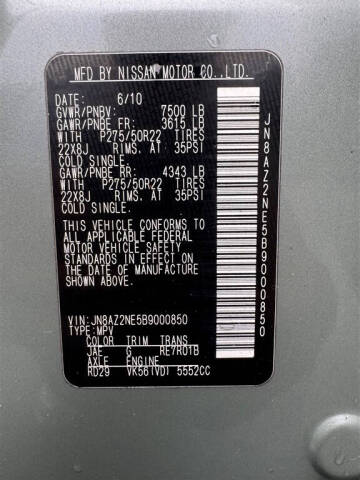 MFD BY NISSAN MOTOR CO.,LTD.
DATE: 6/10
GVWR/PNBV: 7500 LB
GAWR/PNBE FR: 3615 LB
WITH P275/50R22 TIRES
22X8J RIMS. AT 35PSI
COLD SINGLE.
GAWR/PNBE RR: 4343 LB
WITH P275/50R22 TIRES
22X8J RIMS. AT 35PSI
COLD SINGLE.
THIS VEHICLE CONFORMS TO
ALL APPLICABLE FEDERAL
MOTOR VEHICLE SAFETY
STANDARDS IN EFFECT ON
THE DATE OF MANUFACTURE
SHOWN ABOVE.
VIN:JN8AZ2NE5B9000850
TYPE:MPV
COLOR TRIM TRANS
JAE G RE7R01B
AXLE ENGINE
RD29 VK56(VD) 5552CC
JN8AZ2NE5B9000850